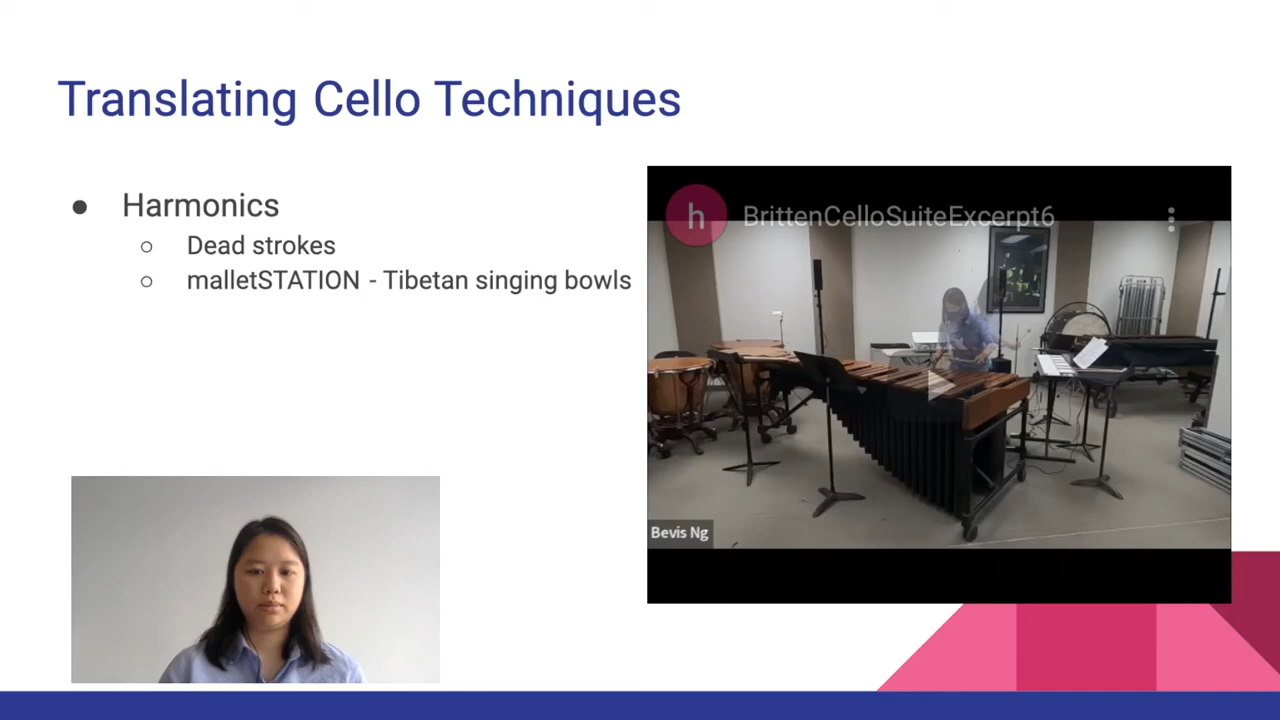 Translating Cello Techniques
● Harmonics
○ Dead strokes
○ malletSTATION - Tibetan singing bowls
h BrittenCelloSuiteExcerpt6
Bevis Ng